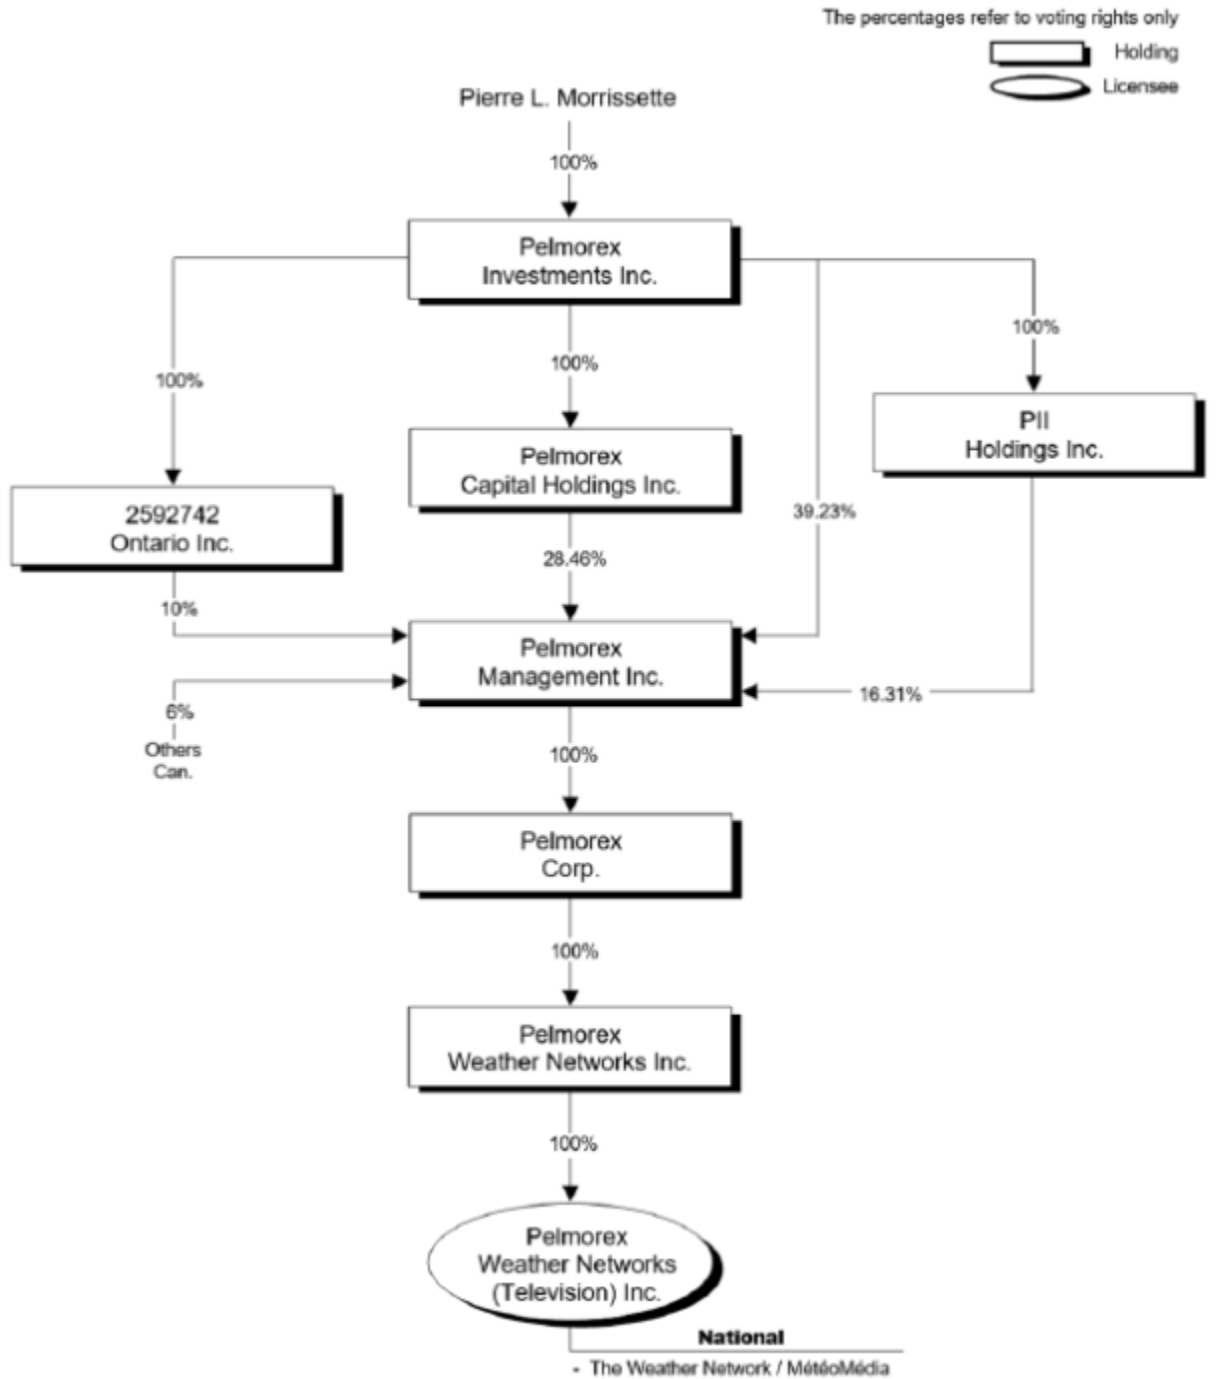 The percentages refer to voting rights only
Holding
Licensee
Pierre L. Morrissette
100%
Pelmorex
Investments Inc.
100%
100%
100%
PII
Holdings Inc.
Pelmorex
Capital Holdings Inc.
2592742
Ontario Inc.
39.23%
28.46%
10%
Pelmorex
Management Inc.
16.31%
6%
Others
Can.
100%
Pelmorex
Corp.
100%
Pelmorex
Weather Networks Inc.
100%
Pelmorex
Weather Networks
(Television) Inc.
National
- The Weather Network / MétéoMédia